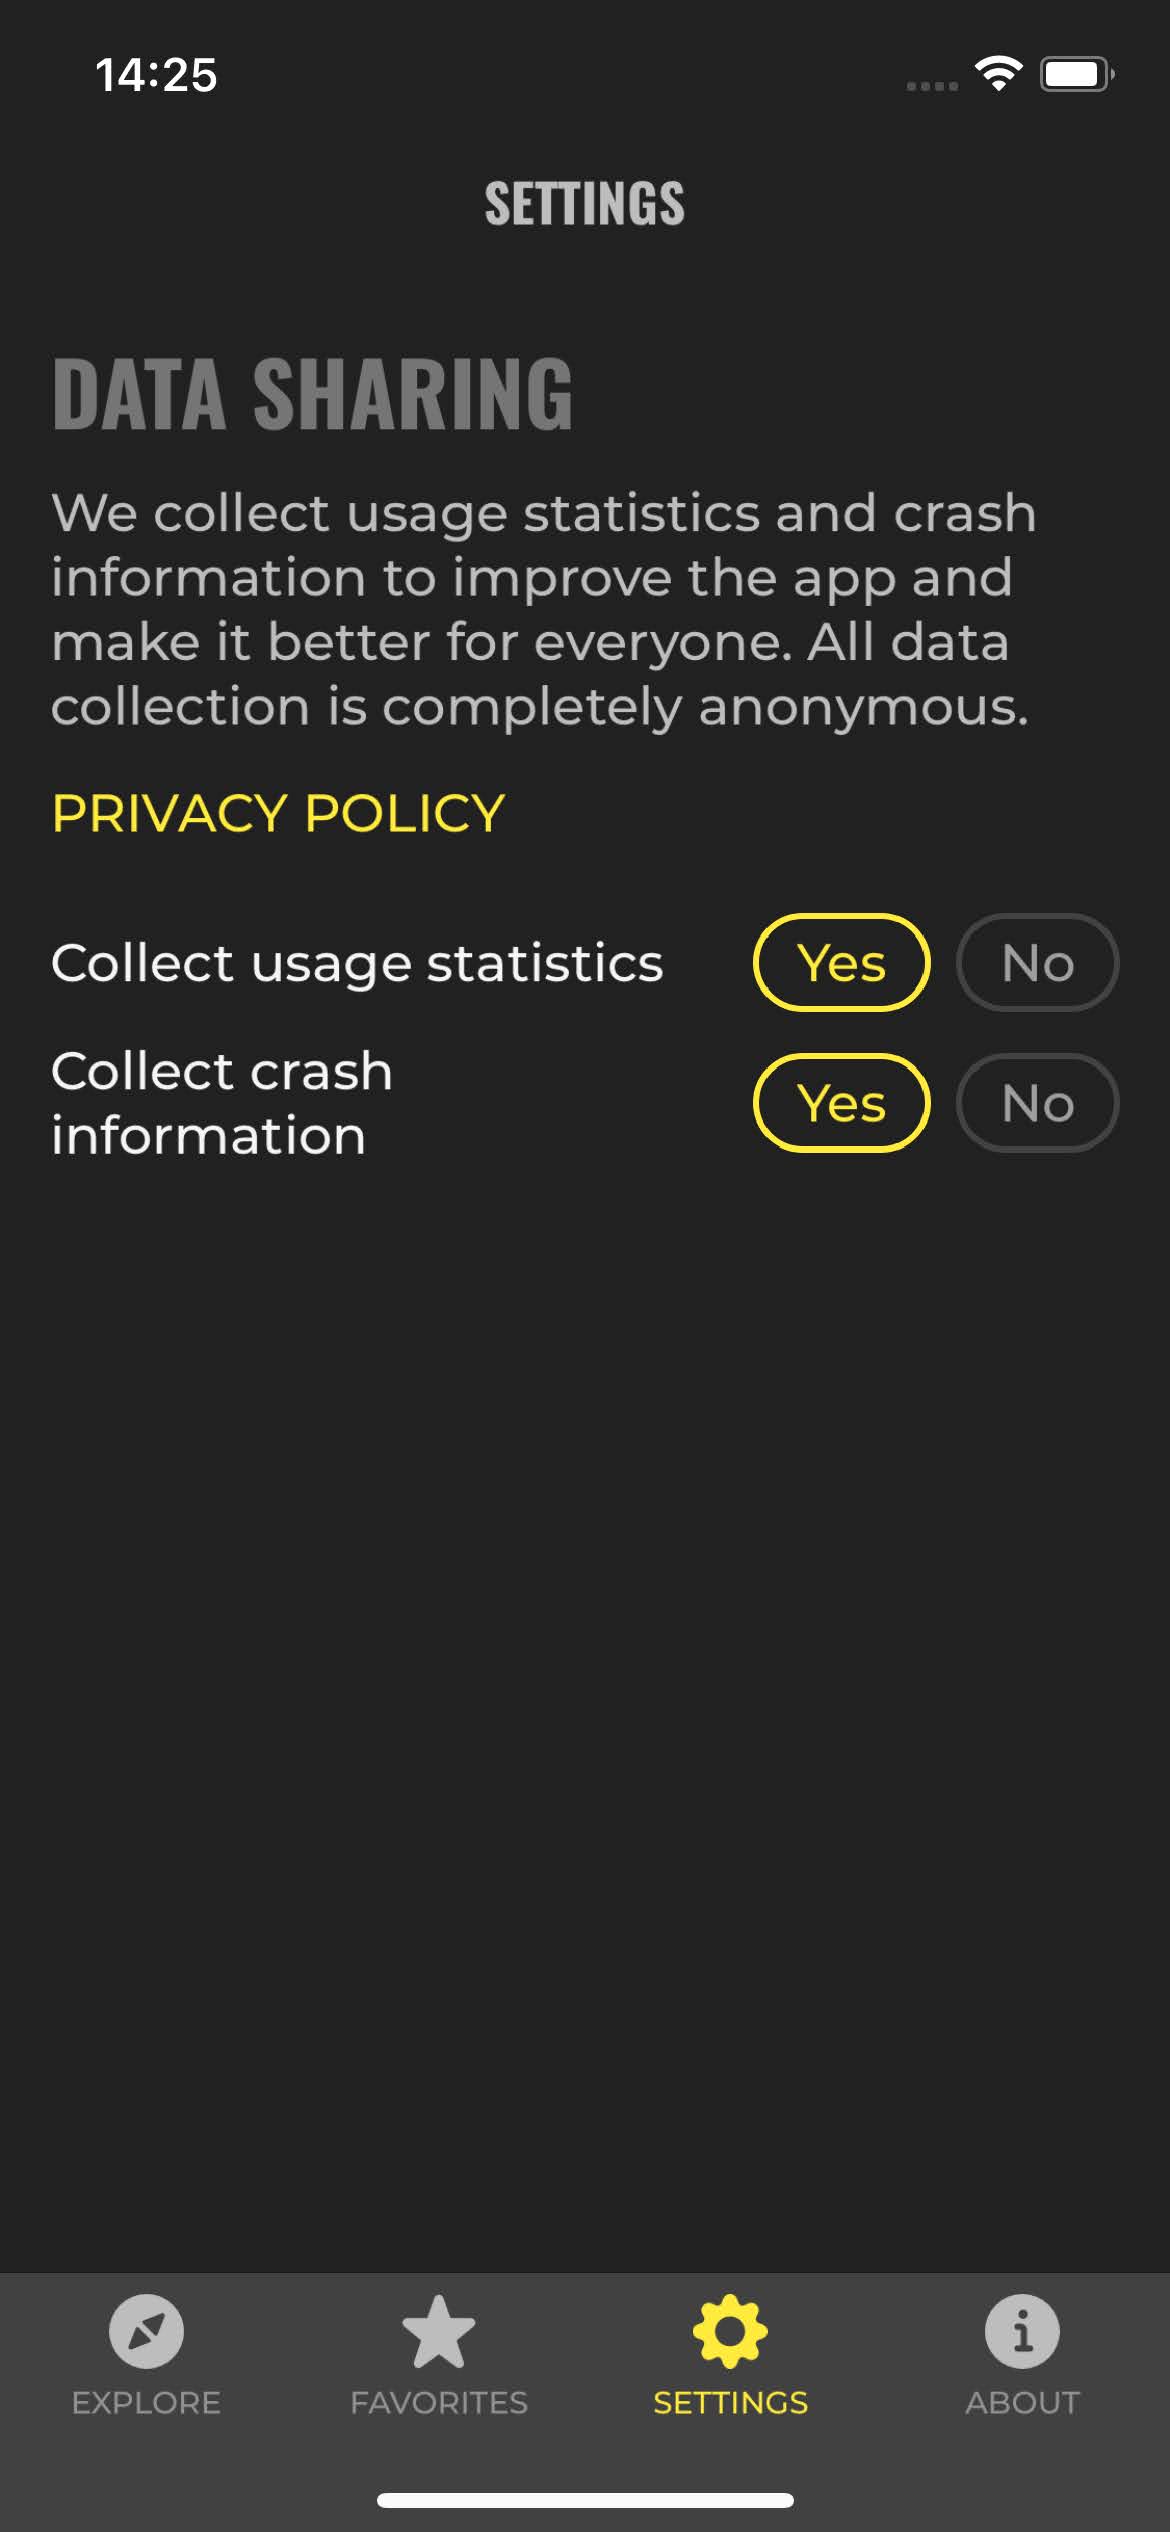 14:25
SETTINGS
DATA SHARING
We collect usage statistics and crash
information to improve the app and
make it better for everyone. All data
collection is completely anonymous.
PRIVACY POLICY
Collect usage statistics Yes No
Collect crash
information Yes No
EXPLORE FAVORITES SETTINGS ABOUT